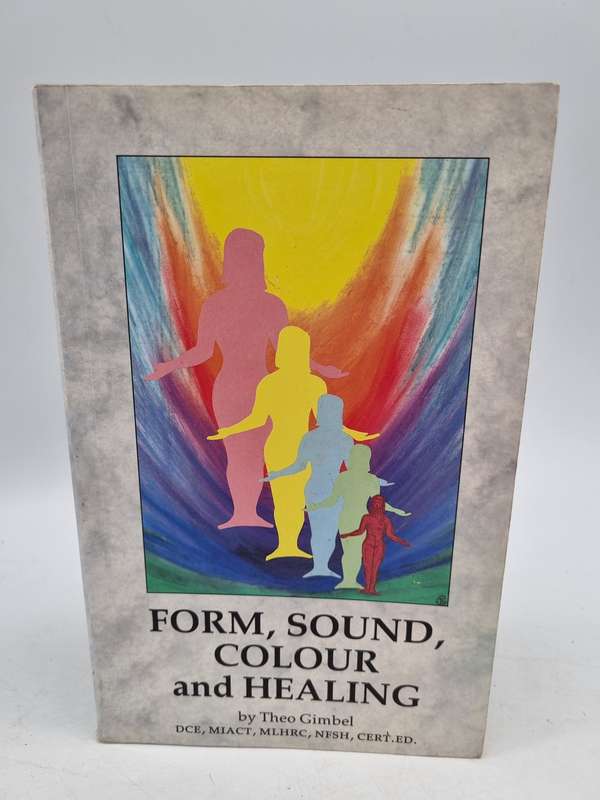 FORM, SOUND,
COLOUR
and HEALING
by Theo Gimbel
DCE, MIACT, MLHRC, NFSH, CERT.ED.